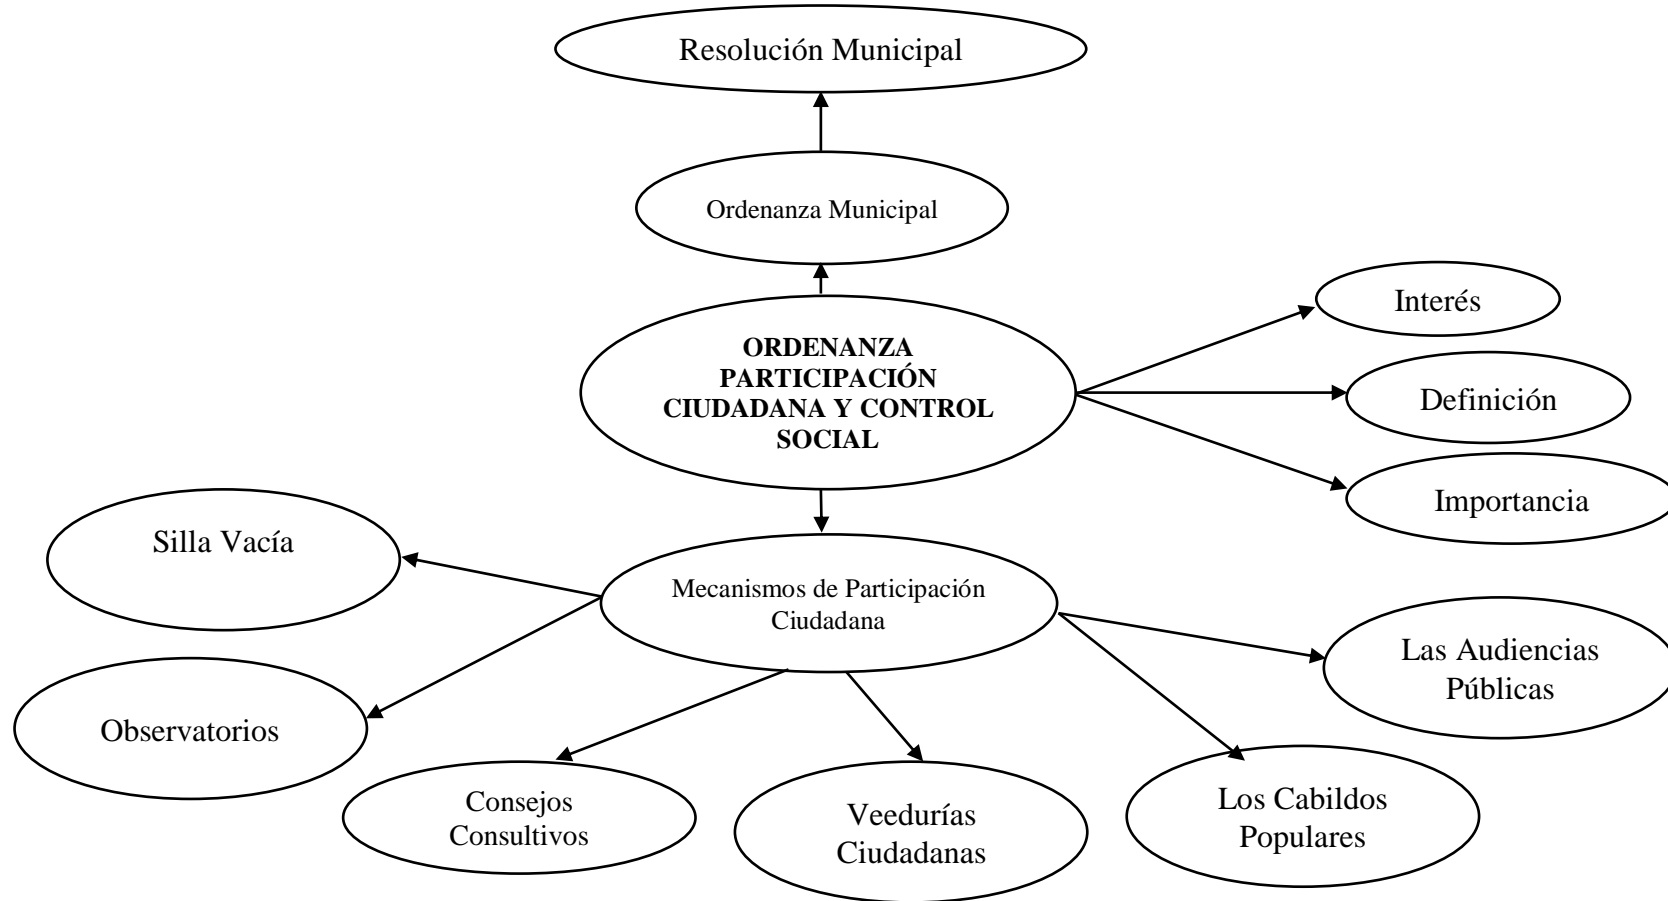 Resolución Municipal
Ordenanza Municipal
Interés
ORDENANZA
PARTICIPACIÓN
CIUDADANA Y CONTROL
SOCIAL
Definición
Importancia
Silla Vacía
Mecanismos de Participación
Ciudadana
Las Audiencias
Públicas
Observatorios
Consejos
Consultivos
Veedurías
Ciudadanas
Los Cabildos
Populares